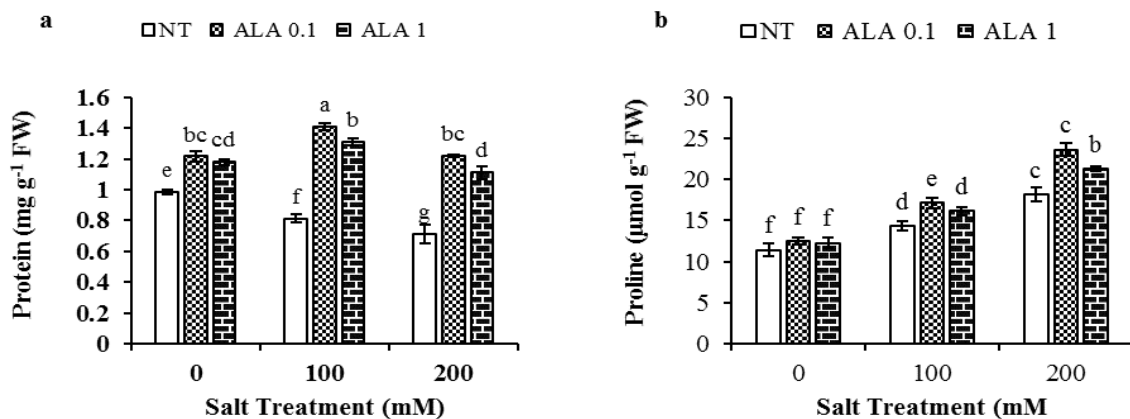 a
NT ALA 0.1 ALA 1
Protein (mg g-1 FW)
1.6
1.4
1.2
1
0.8
0.6
0.4
0.2
0
e bc cd f a b g bc d
0 100 200
Salt Treatment (mM)
b
NT ALA 0.1 ALA 1
Proline (μmol g-1 FW)
30
25
20
15
10
5
0
f f f d e d c c b
0 100 200
Salt Treatment (mM